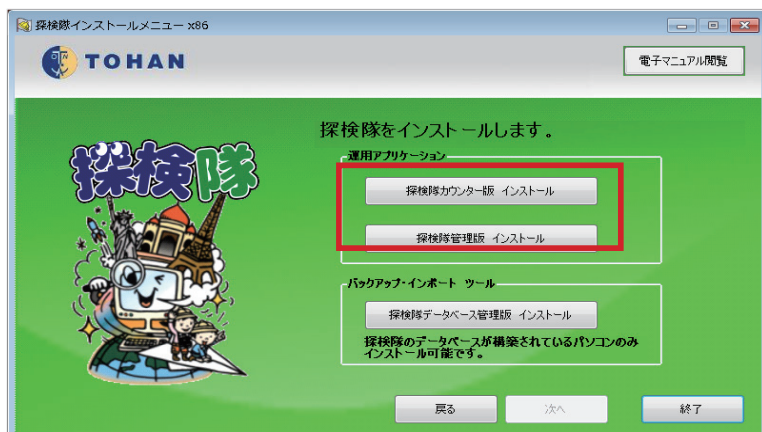 探検隊インストールメニュー x86
TOHAN
電子マニュアル閲覧
探検隊をインストールします。
運用アプリケーション
探検隊カウンター版 インストール
探検隊管理版 インストール
探検隊
バックアップ・インポート ツール
探検隊データベース管理版 インストール
探検隊のデータベースが構築されているパソコンのみ
インストール可能です。
戻る
次へ
終了